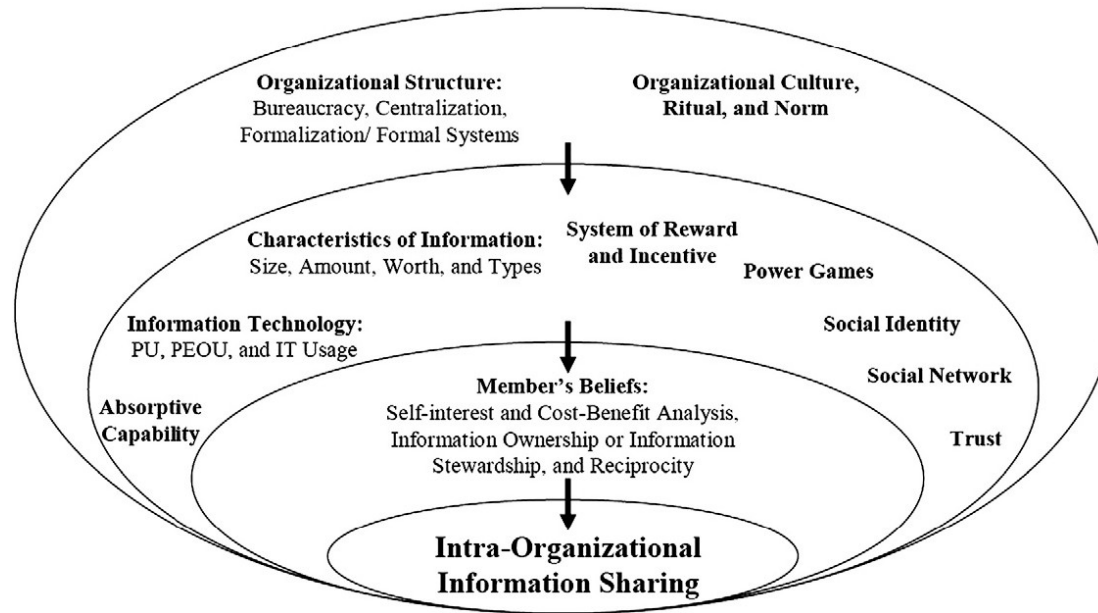 Organizational Structure:
Bureaucracy, Centralization,
Formalization/ Formal Systems
Organizational Culture,
Ritual, and Norm
Characteristics of Information:
Size, Amount, Worth, and Types
System of Reward
and Incentive
Power Games
Information Technology:
PU, PEOU, and IT Usage
Social Identity
Social Network
Absorptive
Capability
Trust
Member’s Beliefs:
Self-interest and Cost-Benefit Analysis,
Information Ownership or Information
Stewardship, and Reciprocity
Intra-Organizational
Information Sharing